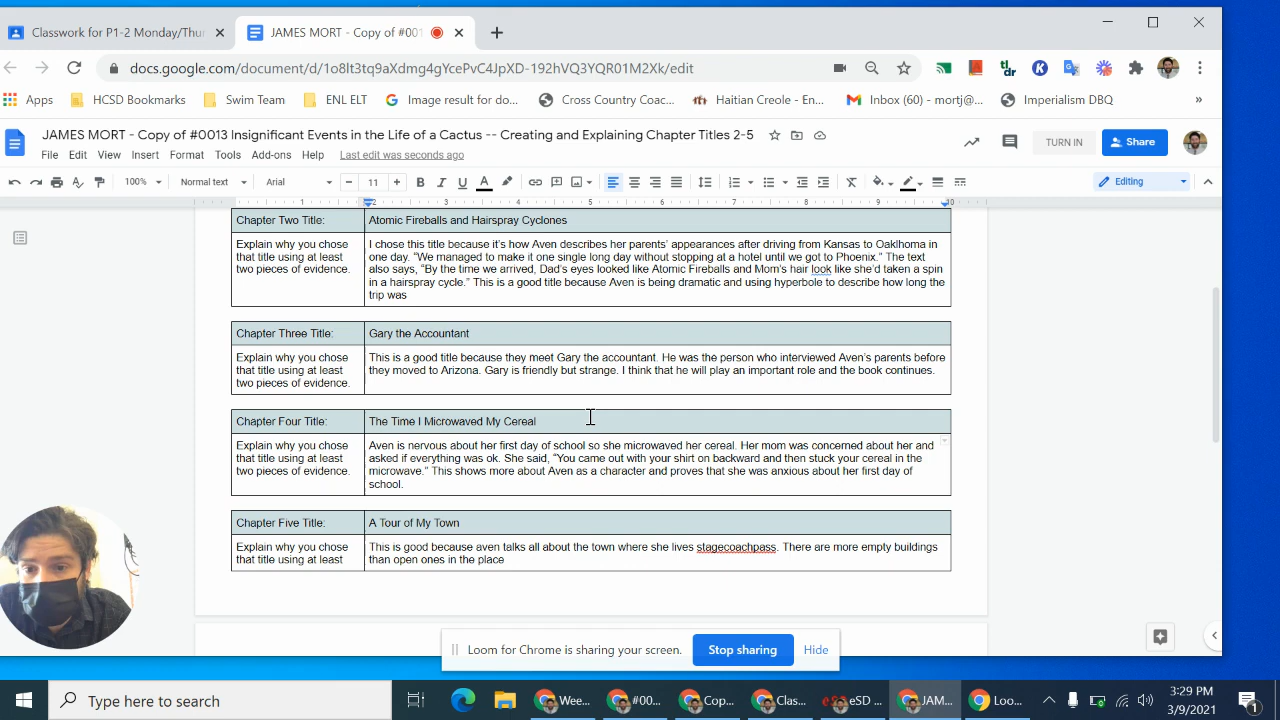 Classwork for P1-2 Monday/Thur
JAMES MORT - Copy of #001
docs.google.com/document/d/1o8lt3tq9aXdmg4gYcePvC4JpXD-192hVQ3YQR01M2Xk/edit
Apps
HCSD Bookmarks
Swim Team
ENL ELT
Image result for do...
Cross Country Coac...
Haitian Creole - En...
Inbox (60) - mortj@...
Imperialism DBQ
»
JAMES MORT - Copy of #0013 Insignificant Events in the Life of a Cactus -- Creating and Explaining Chapter Titles 2-5
TURN IN
Share
File Edit View Insert Format Tools Add-ons Help Last edit was seconds ago
100% Normal text Arial 11 Editing
1 2 3 4 5 6 7 8 9 10
Chapter Two Title:
Atomic Fireballs and Hairspray Cyclones
Explain why you chose
that title using at least
two pieces of evidence.
I chose this title because it's how Aven describes her parents' appearances after driving from Kansas to Oaklhoma in
one day. “We managed to make it one single long day without stopping at a hotel until we got to Phoenix.” The text
also says, “By the time we arrived, Dad's eyes looked like Atomic Fireballs and Mom's hair look like she'd taken a spin
in a hairspray cycle.” This is a good title because Aven is being dramatic and using hyperbole to describe how long the
trip was
Chapter Three Title:
Gary the Accountant
Explain why you chose
that title using at least
two pieces of evidence.
This is a good title because they meet Gary the accountant. He was the person who interviewed Aven's parents before
they moved to Arizona. Gary is friendly but strange. I think that he will play an important role and the book continues.
Chapter Four Title:
The Time I Microwaved My Cereal
Explain why you chose
that title using at least
two pieces of evidence.
Aven is nervous about her first day of school so she microwaved her cereal. Her mom was concerned about her and
asked if everything was ok. She said, “You came out with your shirt on backward and then stuck your cereal in the
microwave.” This shows more about Aven as a character and proves that she was anxious about her first day of
school.
Chapter Five Title:
A Tour of My Town
Explain why you chose
that title using at least
This is good because aven talks all about the town where she lives stagecoachpass. There are more empty buildings
than open ones in the place
Loom for Chrome is sharing your screen.
Stop sharing
Hide
Type here to search
Wee...
#00...
Cop...
Clas...
eSD ...
JAM...
Loo...
3:29 PM
3/9/2021